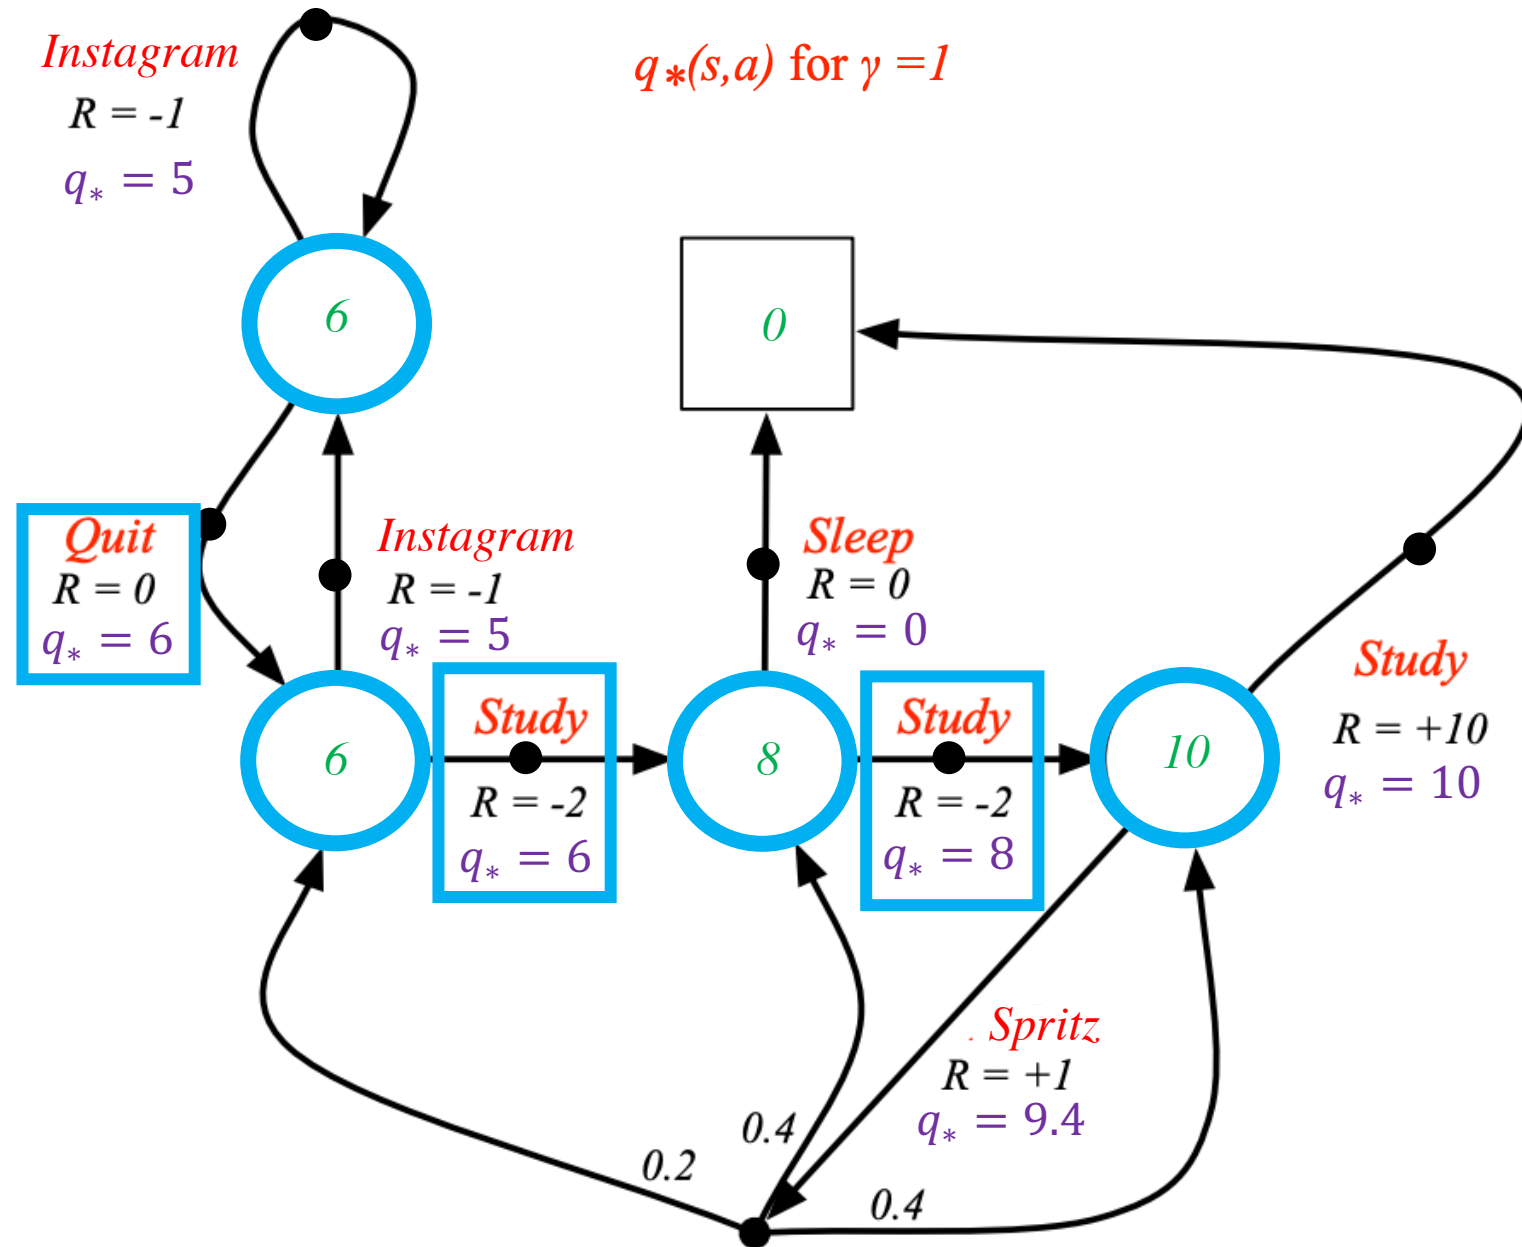 Instagram
R = -1
q* = 5
q*(s,a) for γ =1
6
0
Quit
R = 0
q* = 6
Instagram
R = -1
q* = 5
Sleep
R = 0
q* = 0
Study
R = +10
q* = 10
6
Study
R = -2
q* = 6
8
Study
R = -2
q* = 8
10
Spritz
R = +1
q* = 9.4
0.4
0.2
0.4